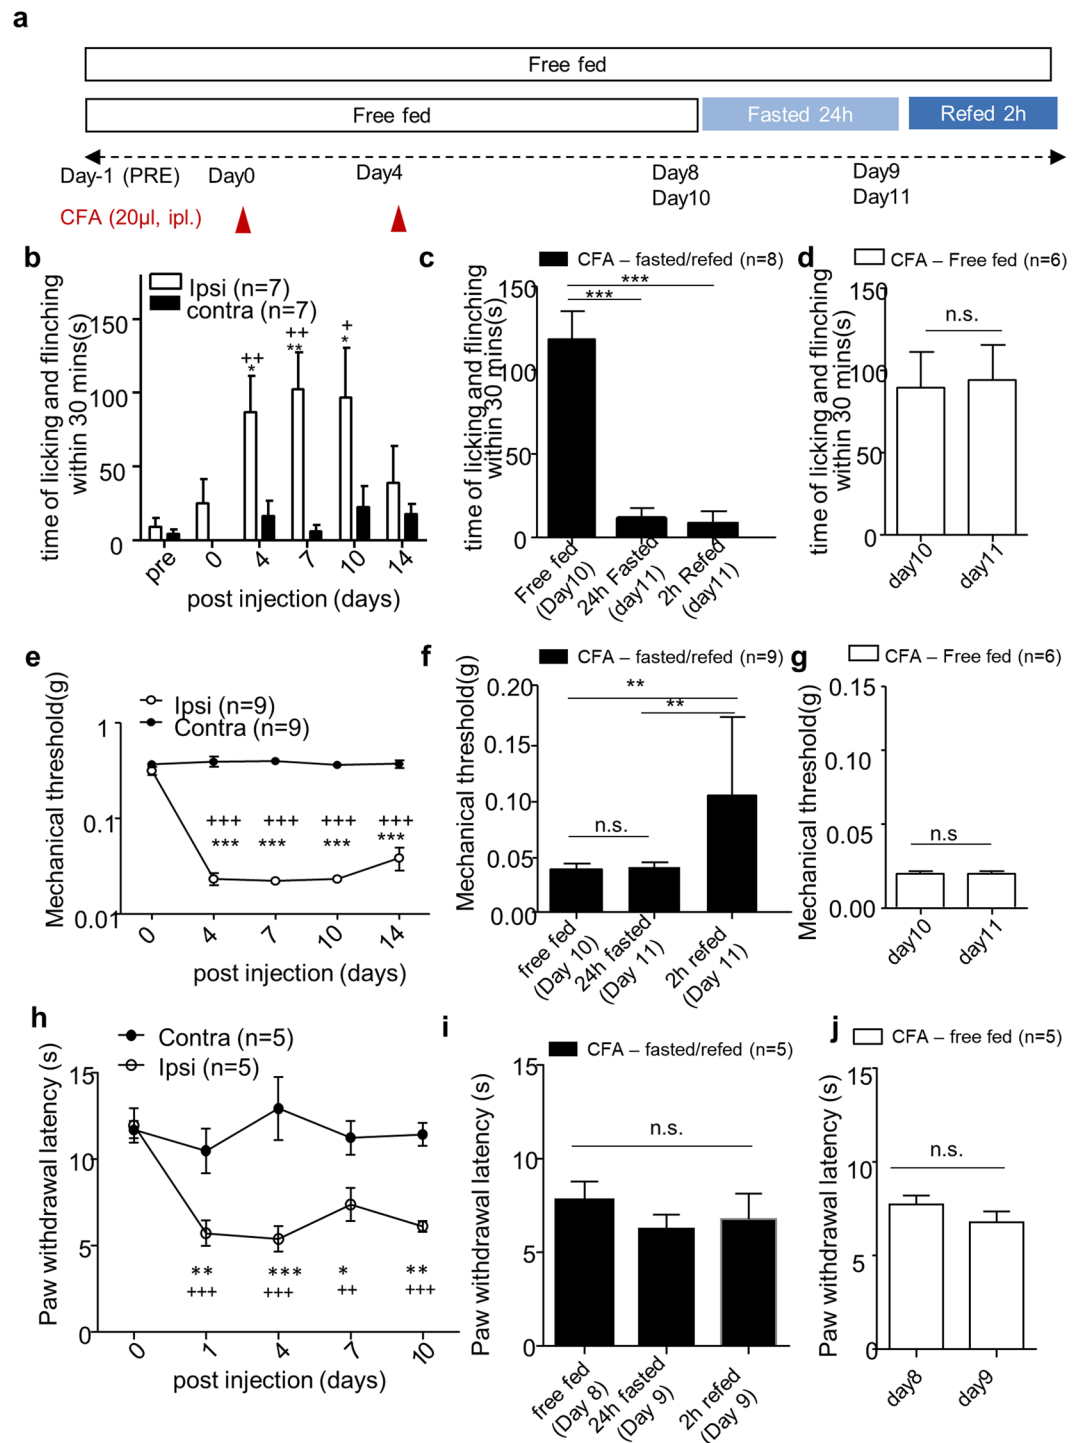 a
Free fed
Free fed
Fasted 24h
Refed 2h
Day-1 (PRE)
Day0
Day4
Day8
Day9
Day10
Day11
CFA (20µl, ipl.)
b
Ipsi (n=7)
contra (n=7)
time of licking and flinching
within 30 mins(s)
150
100
50
0
++
*
++
**
+
*
pre
0
4
7
10
14
post injection (days)
c
CFA – fasted/refed (n=8)
time of licking and flinching
within 30 mins(s)
150
100
50
0
***
***
Free fed
(Day10)
24h Fasted
(day11)
2h Refed
(day11)
d
CFA – Free fed (n=6)
time of licking and flinching
within 30 mins(s)
150
100
50
0
n.s.
day10
day11
e
Ipsi (n=9)
Contra (n=9)
Mechanical threshold(g)
1
0.1
0.01
+++
+++
+++
+++
***
***
***
***
0
4
7
10
14
post injection (days)
f
CFA – fasted/refed (n=9)
Mechanical threshold(g)
0.20
0.15
0.10
0.05
0.00
**
**
n.s.
free fed
(Day 10)
24h fasted
(Day 11)
2h refed
(Day 11)
g
CFA – Free fed (n=6)
Mechanical threshold(g)
0.15
0.10
0.05
0.00
n.s
day10
day11
h
Contra (n=5)
Ipsi (n=5)
Paw withdrawal latency (s)
15
10
5
0
**
***
*
**
+++
+++
++
+++
0
1
4
7
10
post injection (days)
i
CFA – fasted/refed (n=5)
Paw withdrawal latency (s)
15
10
5
0
n.s.
free fed
(Day 8)
24h fasted
(Day 9)
2h refed
(Day 9)
j
CFA – free fed (n=5)
Paw withdrawal latency (s)
15
10
5
0
n.s.
day8
day9